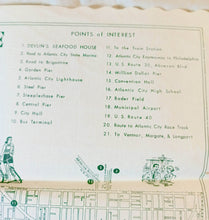 POINTS of INTEREST
1. DEVLIN'S SEAFOOD HOUSE
2. Road to Atlantic City State Marina
3. Road to Brigantine
4. Garden Pier
5. Atlantic City Lighthouse
6. Steel Pier
7. Steeplechase Pier
8. Central Pier
9. City Hall
10. Bus Terminal
11. To the Train Station
12. Atlantic City Expressway to Philadelphia
13. U. S. Route 30, Absecon Blvd.
14. Million Dollar Pier
15. Convention Hall
16. Atlantic City High School
17. Bader Field
18. Municipal Airport
19. U.S. Route 40
20. Route to Atlantic City Race Track
21. To Ventnor, Margate, & Longport